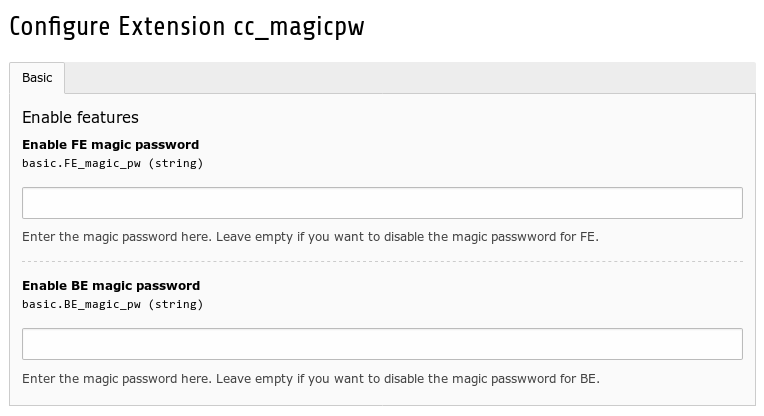 Configure Extension cc_magicpw
Basic
Enable features
Enable FE magic password
basic.FE_magic_pw (string)
Enter the magic password here. Leave empty if you want to disable the magic passwword for FE.
Enable BE magic password
basic.BE_magic_pw (string)
Enter the magic password here. Leave empty if you want to disable the magic passwword for BE.